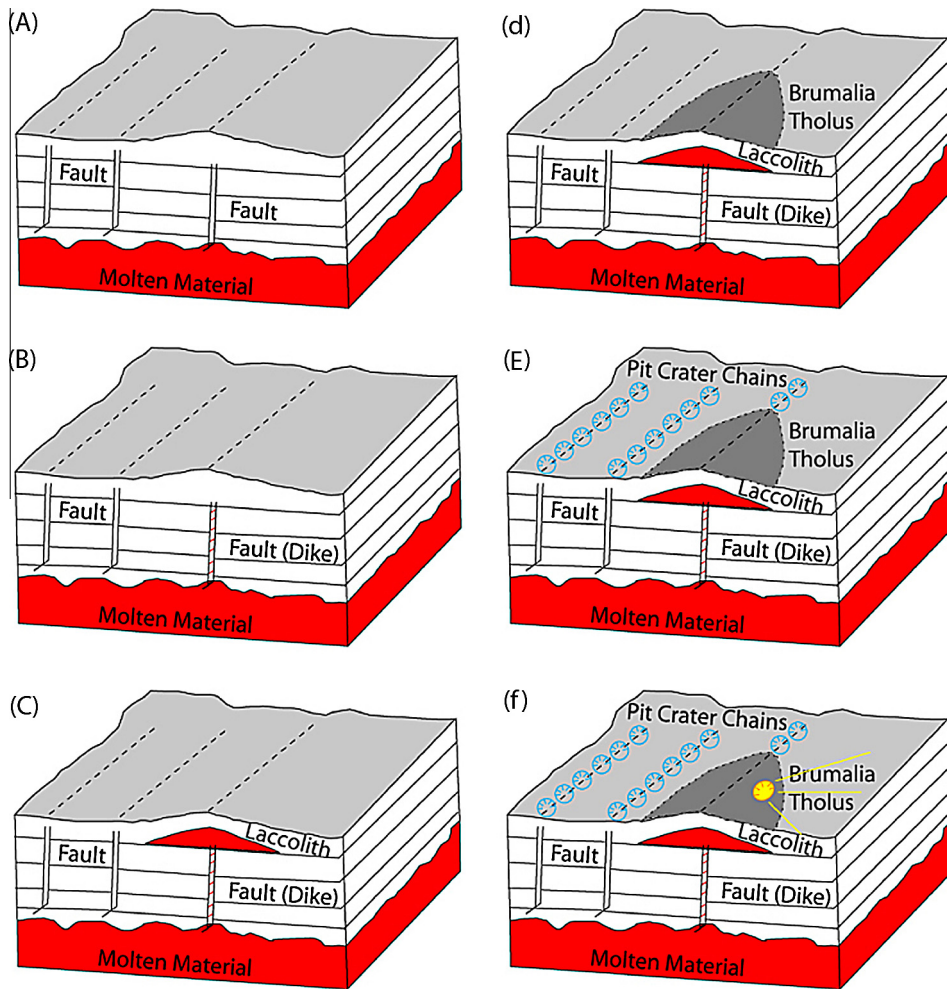 (A)
Fault
Fault
Molten Material
(B)
Fault
Fault (Dike)
Molten Material
(C)
Laccolith
Fault
Fault (Dike)
Molten Material
(d)
Brumalia
Tholus
Laccolith
Fault
Fault (Dike)
Molten Material
(E)
Pit Crater Chains
Brumalia
Tholus
Laccolith
Fault
Fault (Dike)
Molten Material
(f)
Pit Crater Chains
Brumalia
Tholus
Laccolith
Fault
Fault (Dike)
Molten Material